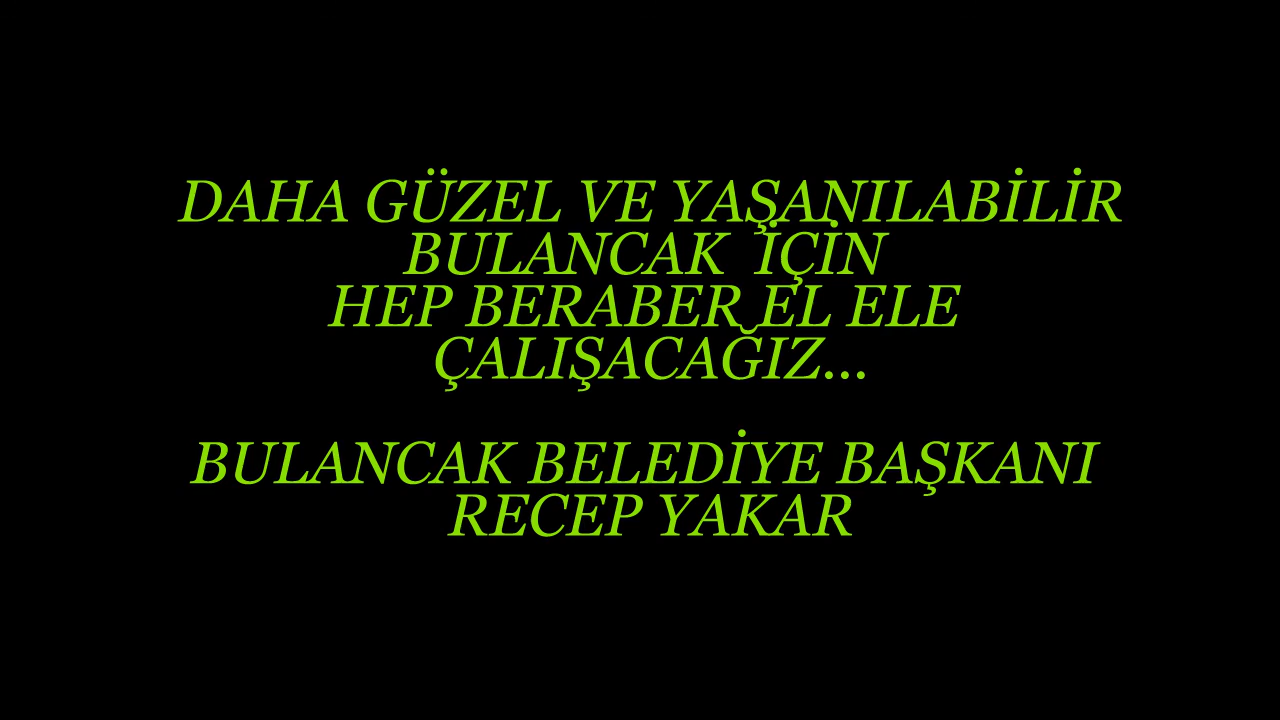 DAHA GÜZEL VE YAŞANILABİLİR
BULANCAK İÇİN
HEP BERABER EL ELE
ÇALIŞACAĞIZ...
BULANCAK BELEDİYE BAŞKANI
RECEP YAKAR